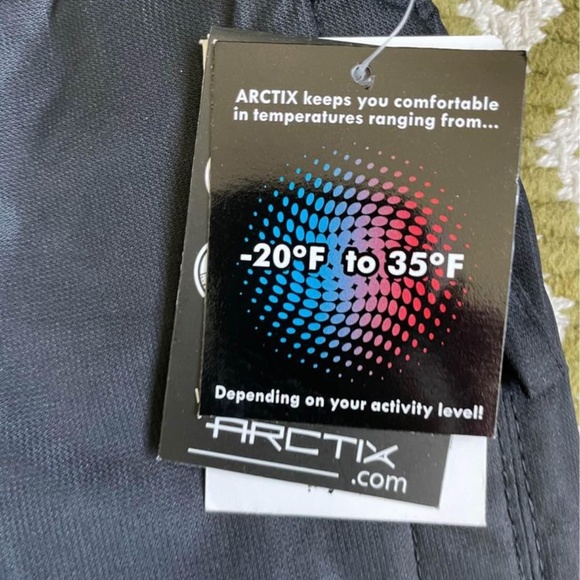 ARCTIX keeps you comfortable
in temperatures ranging from...
-20°F to 35°F
Depending on your activity level!
ARCTIX
.com